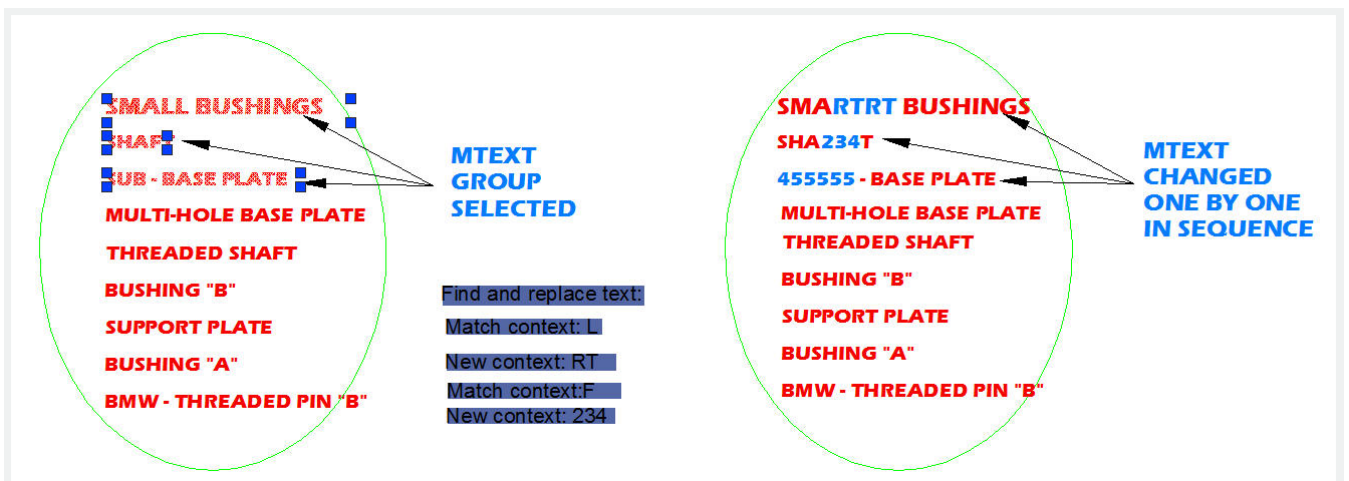 SMALL BUSHINGS
SHAFT
SUB - BASE PLATE
MULTI-HOLE BASE PLATE
THREADED SHAFT
BUSHING "B"
SUPPORT PLATE
BUSHING "A"
BMW - THREADED PIN "B"
MTEXT
GROUP
SELECTED
Find and replace text:
Match context: L
New context: RT
Match context:F
New context: 234
SMARTRT BUSHINGS
SHA234T
455555 - BASE PLATE
MULTI-HOLE BASE PLATE
THREADED SHAFT
BUSHING "B"
SUPPORT PLATE
BUSHING "A"
BMW - THREADED PIN "B"
MTEXT
CHANGED
ONE BY ONE
IN SEQUENCE